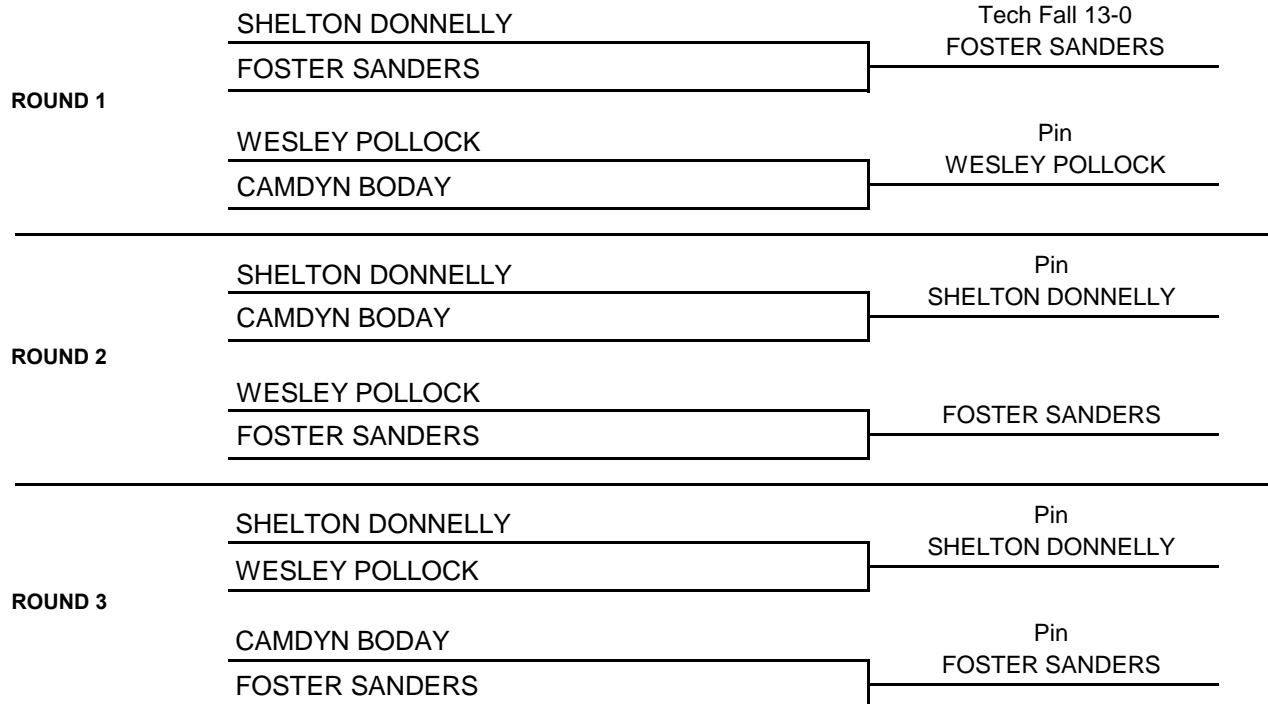 SHELTON DONNELLY
Tech Fall 13-0
FOSTER SANDERS
FOSTER SANDERS
ROUND 1
WESLEY POLLOCK
Pin
WESLEY POLLOCK
CAMDYN BODAY
SHELTON DONNELLY
Pin
SHELTON DONNELLY
CAMDYN BODAY
ROUND 2
WESLEY POLLOCK
FOSTER SANDERS
FOSTER SANDERS
SHELTON DONNELLY
Pin
SHELTON DONNELLY
WESLEY POLLOCK
ROUND 3
CAMDYN BODAY
Pin
FOSTER SANDERS
FOSTER SANDERS